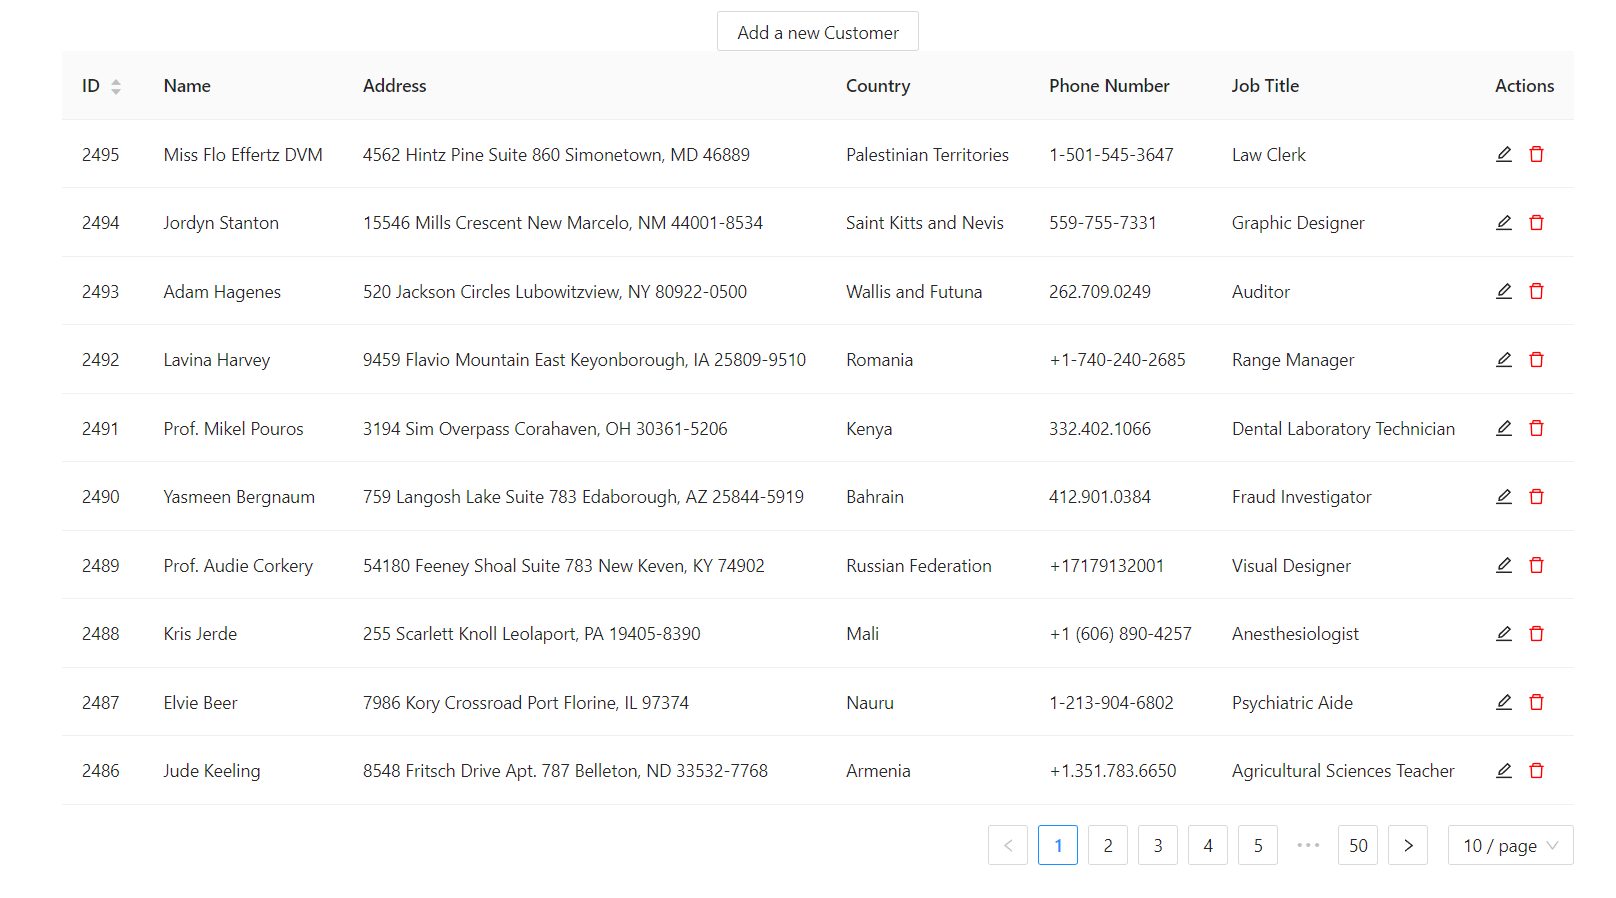 Add a new Customer
ID Name Address Country Phone Number Job Title Actions
2495 Miss Flo Effertz DVM 4562 Hintz Pine Suite 860 Simonetown, MD 46889 Palestinian Territories 1-501-545-3647 Law Clerk
2494 Jordyn Stanton 15546 Mills Crescent New Marcelo, NM 44001-8534 Saint Kitts and Nevis 559-755-7331 Graphic Designer
2493 Adam Hagenes 520 Jackson Circles Lubowitzview, NY 80922-0500 Wallis and Futuna 262.709.0249 Auditor
2492 Lavina Harvey 9459 Flavio Mountain East Keyonborough, IA 25809-9510 Romania +1-740-240-2685 Range Manager
2491 Prof. Mikel Pouros 3194 Sim Overpass Corahaven, OH 30361-5206 Kenya 332.402.1066 Dental Laboratory Technician
2490 Yasmeen Bergnaum 759 Langosh Lake Suite 783 Edaborough, AZ 25844-5919 Bahrain 412.901.0384 Fraud Investigator
2489 Prof. Audie Corkery 54180 Feeney Shoal Suite 783 New Keven, KY 74902 Russian Federation +17179132001 Visual Designer
2488 Kris Jerde 255 Scarlett Knoll Leolaport, PA 19405-8390 Mali +1 (606) 890-4257 Anesthesiologist
2487 Elvie Beer 7986 Kory Crossroad Port Florine, IL 97374 Nauru 1-213-904-6802 Psychiatric Aide
2486 Jude Keeling 8548 Fritsch Drive Apt. 787 Belleton, ND 33532-7768 Armenia +1.351.783.6650 Agricultural Sciences Teacher
< 1 2 3 4 5 ••• 50 > 10 / page